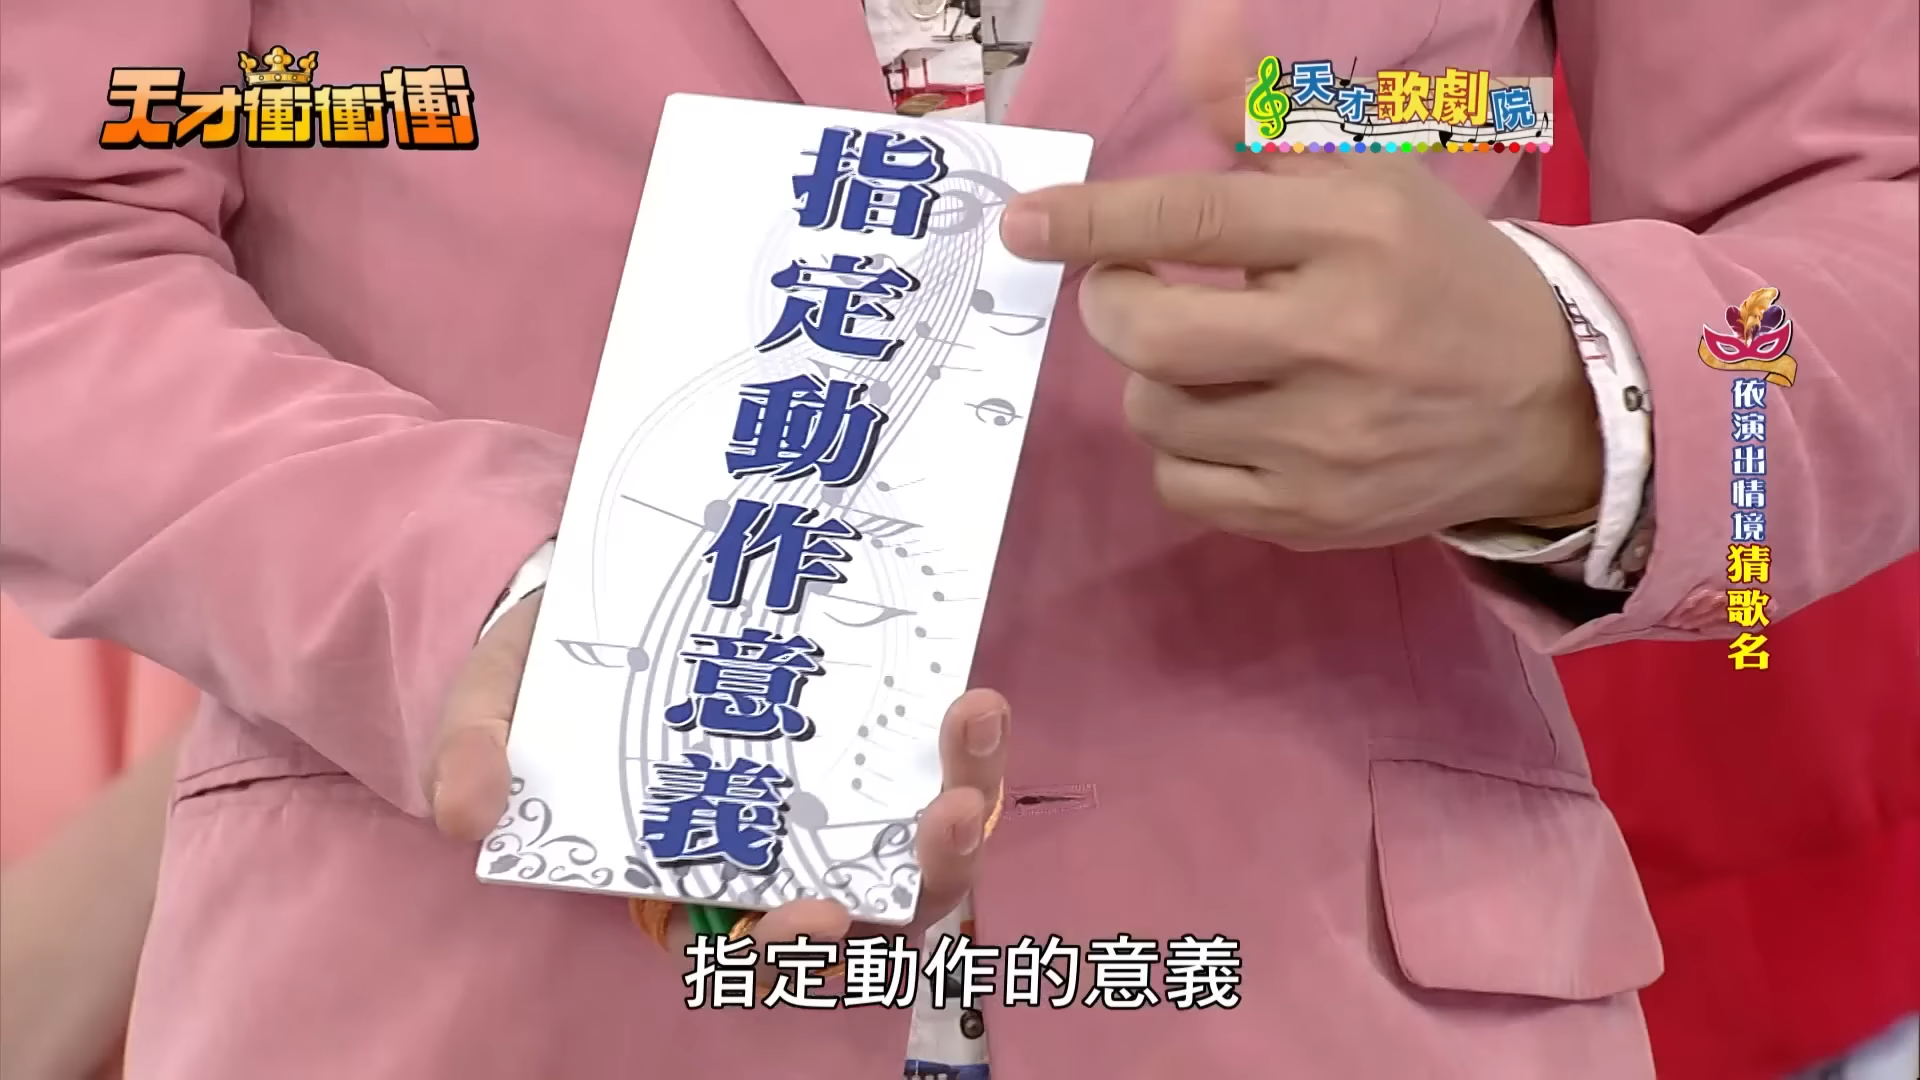 天才衝衝衝
天才歌劇院
指定動作意義
依演出情境猜歌名
指定動作的意義